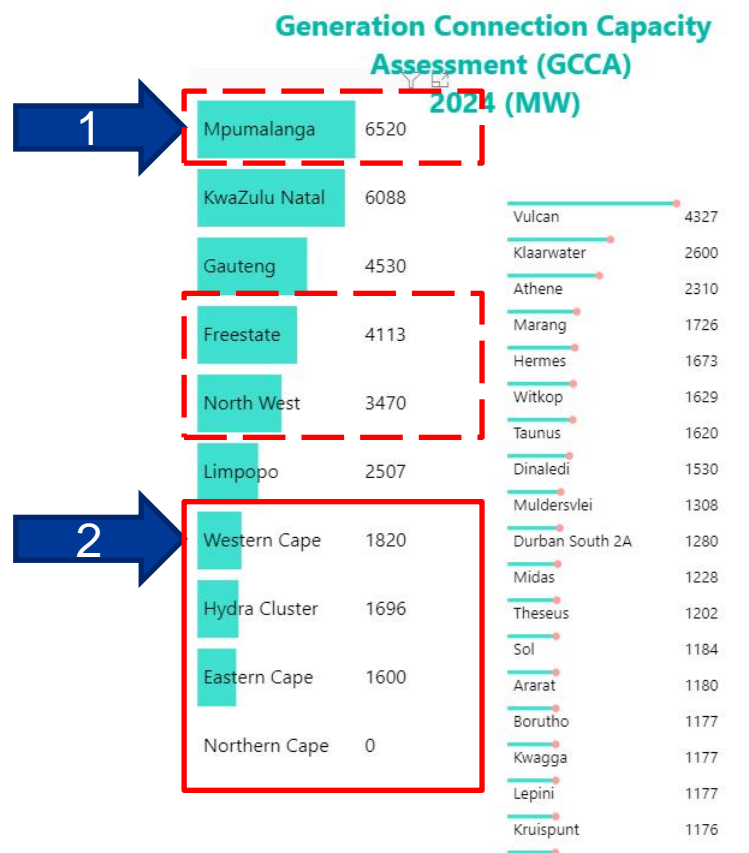 Generation Connection Capacity
Assessment (GCCA)
2024 (MW)
1
Mpumalanga 6520
KwaZulu Natal 6088
Gauteng 4530
Freestate 4113
North West 3470
Limpopo 2507
2
Western Cape 1820
Hydra Cluster 1696
Eastern Cape 1600
Northern Cape 0
Vulcan 4327
Klaarwater 2600
Athene 2310
Marang 1726
Hermes 1673
Witkop 1629
Taunus 1620
Dinaledi 1530
Muldersvlei 1308
Durban South 2A 1280
Midas 1228
Theseus 1202
Sol 1184
Ararat 1180
Borutho 1177
Kwagga 1177
Lepini 1177
Kruispunt 1176